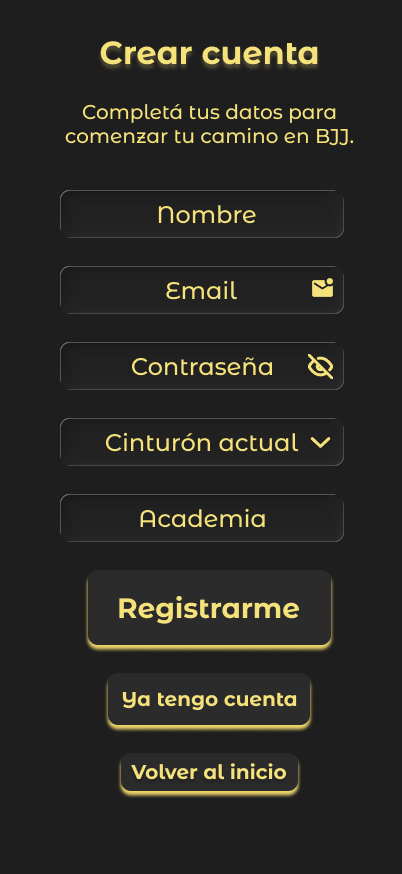 Crear cuenta
Completá tus datos para
comenzar tu camino en BJJ.
Nombre
Email
Contraseña
Cinturón actual
Academia
Registrarme
Ya tengo cuenta
Volver al inicio